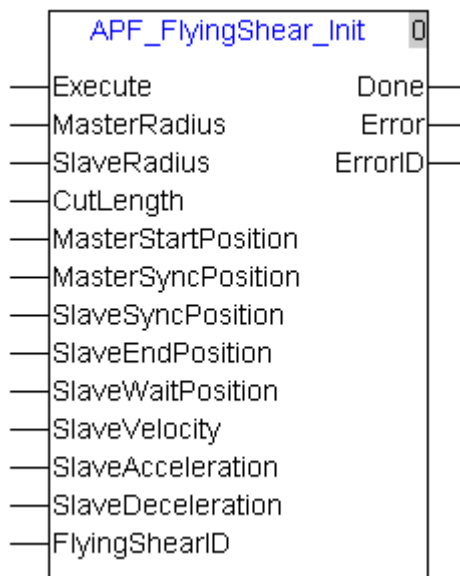 APF_FlyingShear_Init 0
Execute Done
MasterRadius Error
SlaveRadius ErrorID
CutLength
MasterStartPosition
MasterSyncPosition
SlaveSyncPosition
SlaveEndPosition
SlaveWaitPosition
SlaveVelocity
SlaveAcceleration
SlaveDeceleration
FlyingShearID